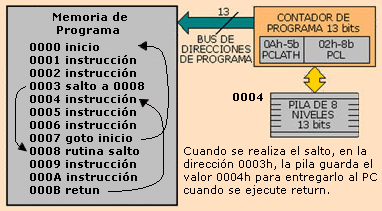 Memoria de
Programa
0000 inicio
0001 instrucción
0002 instrucción
0003 salto a 0008
0004 instrucción
0005 instrucción
0006 instrucción
0007 goto inicio
0008 rutina salto
0009 instrucción
000A instrucción
000B retun
13
BUS DE
DIRECCIONES
DE PROGRAMA
CONTADOR DE
PROGRAMA 13 bits
0Ah-5b
PCLATH
02h-8b
PCL
0004
PILA DE 8
NIVELES
13 bits
Cuando se realiza el salto, en la
dirección 0003h, la pila guarda el
valor 0004h para entregarlo al PC
cuando se ejecute return.